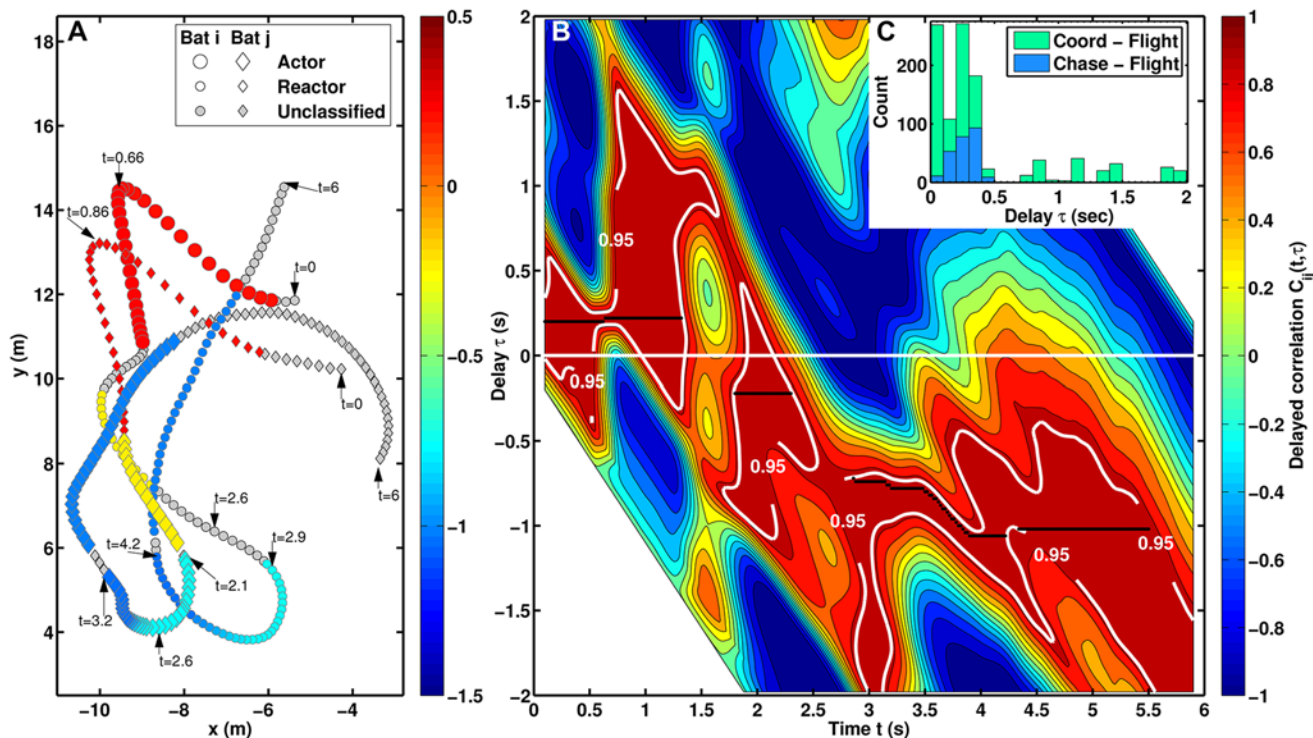 A
Bat i Bat j
Actor
Reactor
Unclassified
t=0.66
t=0.86
t=6
t=0
t=0
t=6
t=2.6
t=2.9
t=4.2
t=2.1
t=3.2
t=2.6
18
16
14
12
10
8
6
4
y (m)
−10 −8 −6 −4
x (m)
0.5
0
−0.5
−1
−1.5
B
2
1.5
1
0.5
0
−0.5
−1
−1.5
−2
Delay τ (s)
0.95
0.95
0.95
0.95
0.95
0.95
0 0.5 1 1.5 2 2.5 3 3.5 4 4.5 5 5.5 6
Time t (s)
C
Coord − Flight
Chase − Flight
200
100
0
Count
0 0.5 1 1.5 2
Delay τ (sec)
1
0.8
0.6
0.4
0.2
0
−0.2
−0.4
−0.6
−0.8
−1
Delayed correlation Cij(t,τ)